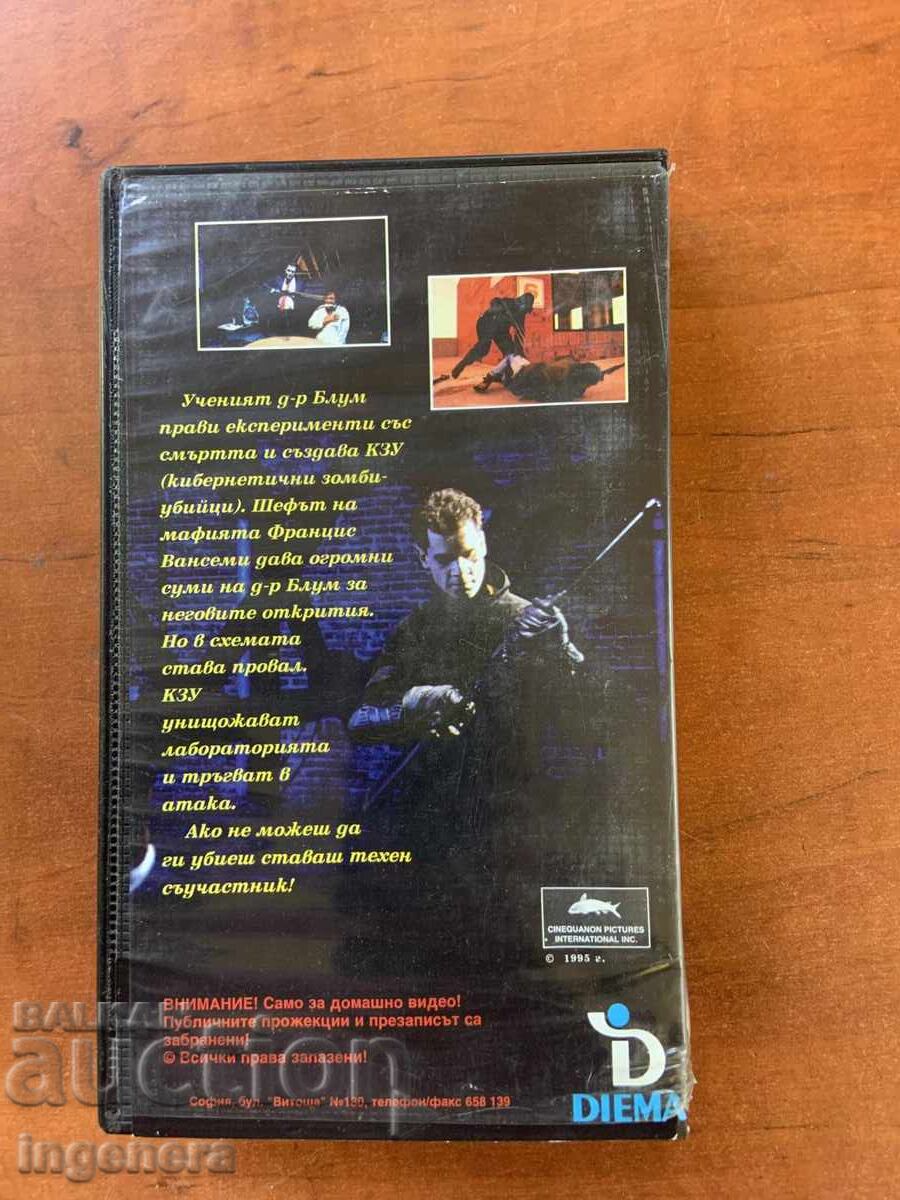 Ученият д-р Блум
прави експерименти със
смъртта и създава КЗУ
(кибернетични зомби-
убийци). Шефът на
мафията Францис
Вансеми дава огромни
суми на д-р Блум за
неговите открития.
Но в схемата
става провал.
КЗУ
унищожават
лабораторията
и тръгват в
атака.
Ако не можеш да
ги убиеш ставаш техен
съучастник!
CINEQUANON PICTURES
INTERNATIONAL INC.
© 1995 г.
ВНИМАНИЕ! Само за домашно видео!
Публичните прожекции и презаписът са
забранени!
© Всички права запазени!
София, бул. "Витоша" №180, телефон/факс 658 139
DIEMA
BALKAN
auction
ingenera